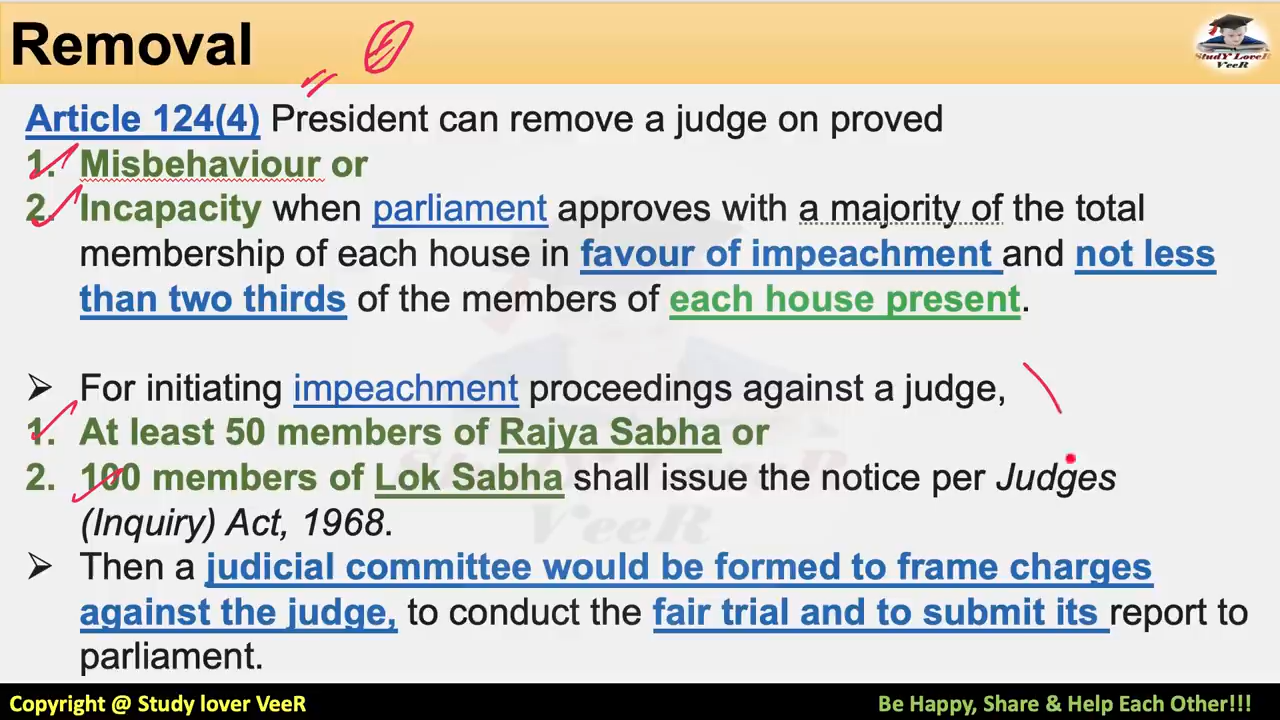 Removal
StudY LoveR
VeeR
Article 124(4) President can remove a judge on proved
1. Misbehaviour or
2. Incapacity when parliament approves with a majority of the total
membership of each house in favour of impeachment and not less
than two thirds of the members of each house present.
➢ For initiating impeachment proceedings against a judge,
1. At least 50 members of Rajya Sabha or
2. 100 members of Lok Sabha shall issue the notice per Judges
(Inquiry) Act, 1968.
➢ Then a judicial committee would be formed to frame charges
against the judge, to conduct the fair trial and to submit its report to
parliament.
VeeR
Copyright @ Study lover VeeR
Be Happy, Share & Help Each Other!!!